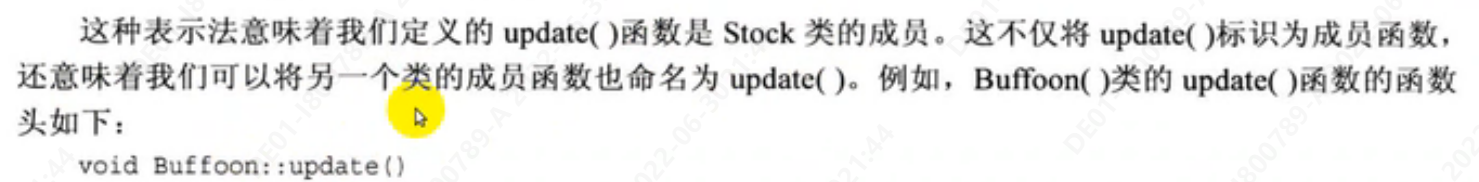 这种表示法意味着我们定义的 update( )函数是 Stock 类的成员。这不仅将 update( )标识为成员函数，
还意味着我们可以将另一个类的成员函数也命名为 update( )。例如，Buffoon( )类的 update( )函数的函数
头如下：
void Buffoon::update()